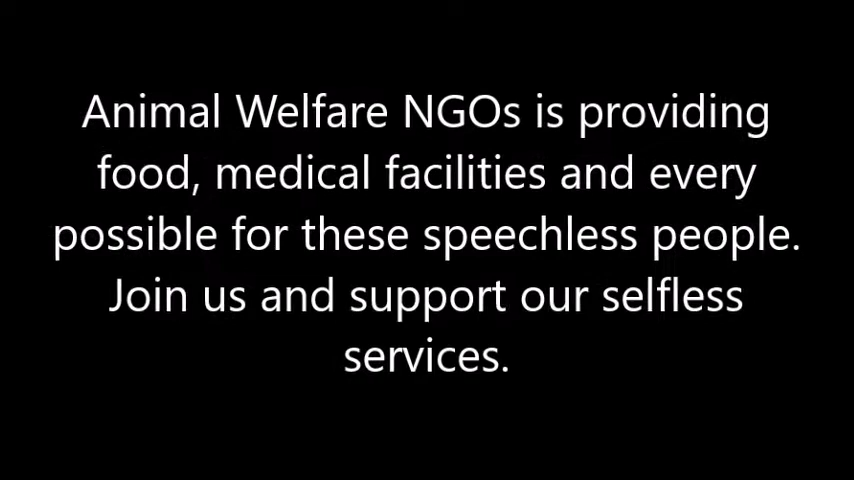 Animal Welfare NGOs is providing
food, medical facilities and every
possible for these speechless people.
Join us and support our selfless
services.